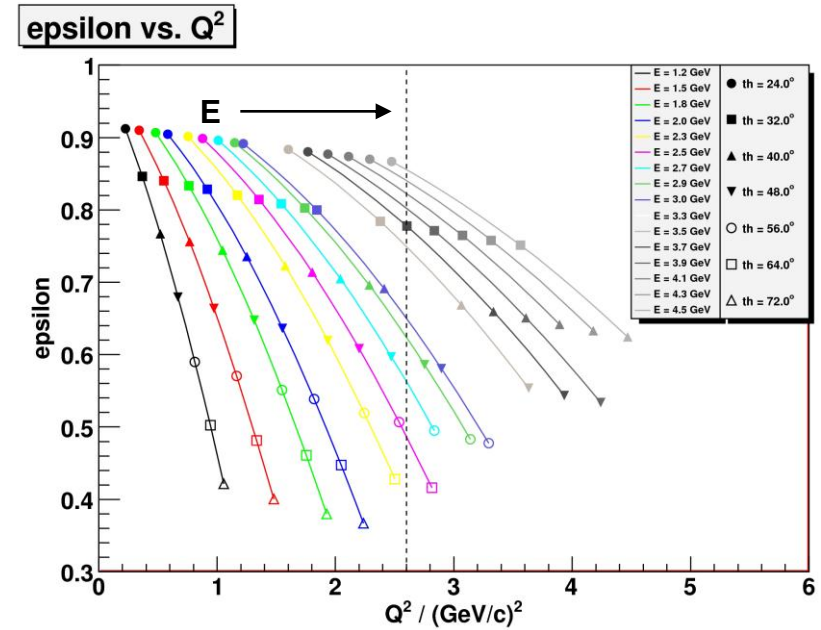 epsilon vs. Q²
1
0.9
0.8
0.7
0.6
0.5
0.4
0.3
epsilon
E
E = 1.2 GeV
E = 1.5 GeV
E = 1.8 GeV
E = 2.0 GeV
E = 2.3 GeV
E = 2.5 GeV
E = 2.7 GeV
E = 2.9 GeV
E = 3.0 GeV
E = 3.3 GeV
E = 3.5 GeV
E = 3.7 GeV
E = 3.9 GeV
E = 4.1 GeV
E = 4.3 GeV
E = 4.5 GeV
th = 24.0°
th = 32.0°
th = 40.0°
th = 48.0°
th = 56.0°
th = 64.0°
th = 72.0°
0 1 2 3 4 5 6
Q² / (GeV/c)²